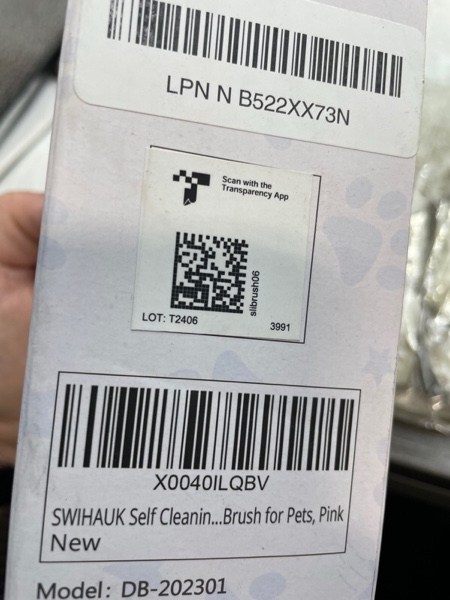 LPN N B522XX73N
Scan with the
Transparency App
silbrush06
LOT: T2406
3991
X0040ILQBV
SWIHAUK Self Cleanin...Brush for Pets, Pink
New
Model: DB-202301